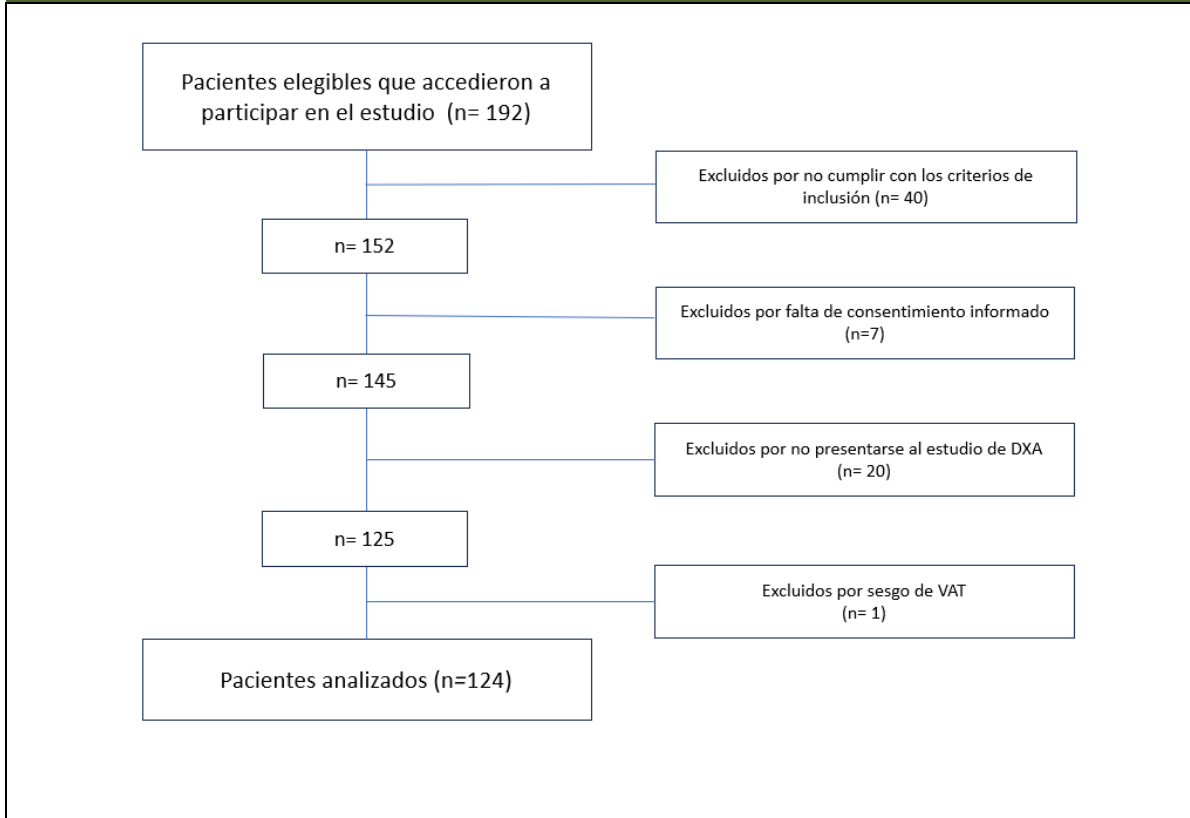 Pacientes elegibles que accedieron a
participar en el estudio (n= 192)
Excluidos por no cumplir con los criterios de
inclusión (n= 40)
n= 152
Excluidos por falta de consentimiento informado
(n=7)
n= 145
Excluidos por no presentarse al estudio de DXA
(n= 20)
n= 125
Excluidos por sesgo de VAT
(n= 1)
Pacientes analizados (n=124)